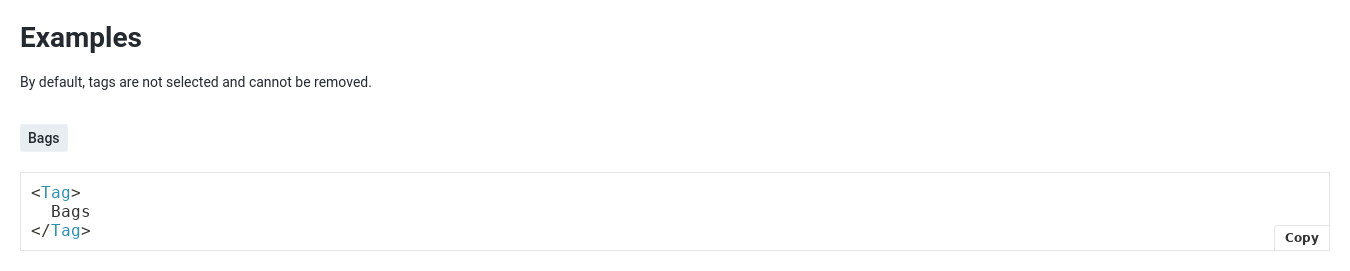 Examples
By default, tags are not selected and cannot be removed.
Bags
<Tag>
  Bags
</Tag>
Copy